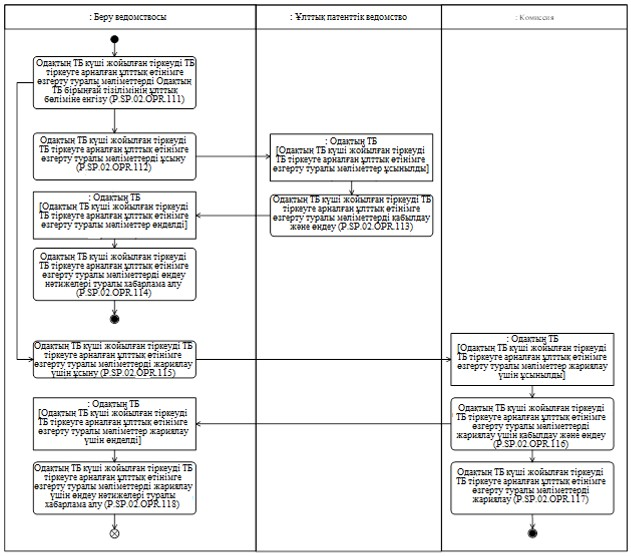 : Беру ведомствосы
: Ұлттық патенттік ведомство
: Комиссия
Одақтың ТБ күші жойылған тіркеуді ТБ
тіркеуге арналған ұлттық өтінімге
өзгерту туралы мәліметтерді Одақтың
ТБ бірыңғай тізілімінің ұлттық
бөліміне енгізу (P.SP.02.OPR.111)
Одақтың ТБ күші жойылған тіркеуді
ТБ тіркеуге арналған ұлттық өтінімге
өзгерту туралы мәліметтерді ұсыну
(P.SP.02.OPR.112)
: Одақтың ТБ
[Одақтың ТБ күші жойылған тіркеуді
ТБ тіркеуге арналған ұлттық өтінімге
өзгерту туралы мәліметтер ұсынылды]
: Одақтың ТБ
[Одақтың ТБ күші жойылған тіркеуді
ТБ тіркеуге арналған ұлттық өтінімге
өзгерту туралы мәліметтер өңделді]
Одақтың ТБ күші жойылған тіркеуді ТБ
тіркеуге арналған ұлттық өтінімге
өзгерту туралы мәліметтерді қабылдау
және өңдеу (P.SP.02.OPR.113)
Одақтың ТБ күші жойылған тіркеуді
ТБ тіркеуге арналған ұлттық өтінімге
өзгерту туралы мәліметтерді өңдеу
нәтижелері туралы хабарлама алу
(P.SP.02.OPR.114)
Одақтың ТБ күші жойылған тіркеуді ТБ
тіркеуге арналған ұлттық өтінімге
өзгерту туралы мәліметтерді жариялау
үшін ұсыну (P.SP.02.OPR.115)
: Одақтың ТБ
[Одақтың ТБ күші жойылған тіркеуді
ТБ тіркеуге арналған ұлттық өтінімге
өзгерту туралы мәліметтер жариялау
үшін ұсынылды]
: Одақтың ТБ
[Одақтың ТБ күші жойылған тіркеуді
ТБ тіркеуге арналған ұлттық өтінімге
өзгерту туралы мәліметтер жариялау
үшін өңделді]
Одақтың ТБ күші жойылған тіркеуді
ТБ тіркеуге арналған ұлттық өтінімге
өзгерту туралы мәліметтерді
жариялау үшін қабылдау және өңдеу
(P.SP.02.OPR.116)
Одақтың ТБ күші жойылған тіркеуді
ТБ тіркеуге арналған ұлттық өтінімге
өзгерту туралы мәліметтерді жариялау
үшін өңдеу нәтижелері туралы
хабарлама алу (P.SP.02.OPR.118)
Одақтың ТБ күші жойылған тіркеуді
ТБ тіркеуге арналған ұлттық өтінімге
өзгерту туралы мәліметтерді
жариялау (P.SP.02.OPR.117)